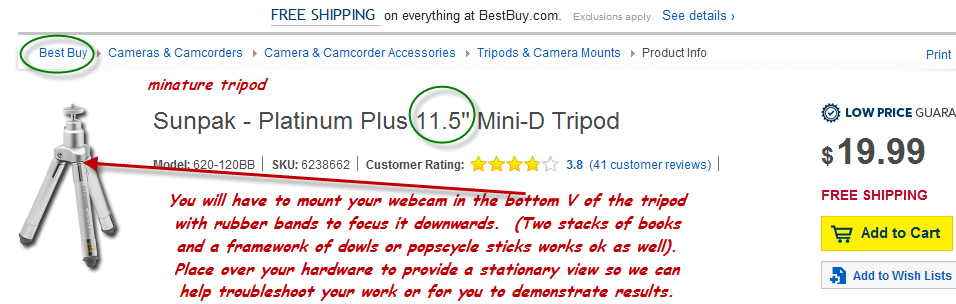 FREE SHIPPING on everything at BestBuy.com. Exclusions apply. See details ›
Best Buy Cameras & Camcorders Camera & Camcorder Accessories Tripods & Camera Mounts Product Info Print
minature tripod
Sunpak - Platinum Plus 11.5" Mini-D Tripod
LOW PRICE GUARA
Model: 620-120BB SKU: 6238662 Customer Rating: 3.8 (41 customer reviews)
$19.99
You will have to mount your webcam in the bottom V of the tripod
with rubber bands to focus it downwards. (Two stacks of books
and a framework of dowls or popscycle sticks works ok as well).
Place over your hardware to provide a stationary view so we can
help troubleshoot your work or for you to demonstrate results.
FREE SHIPPING
Add to Cart
Add to Wish Lists